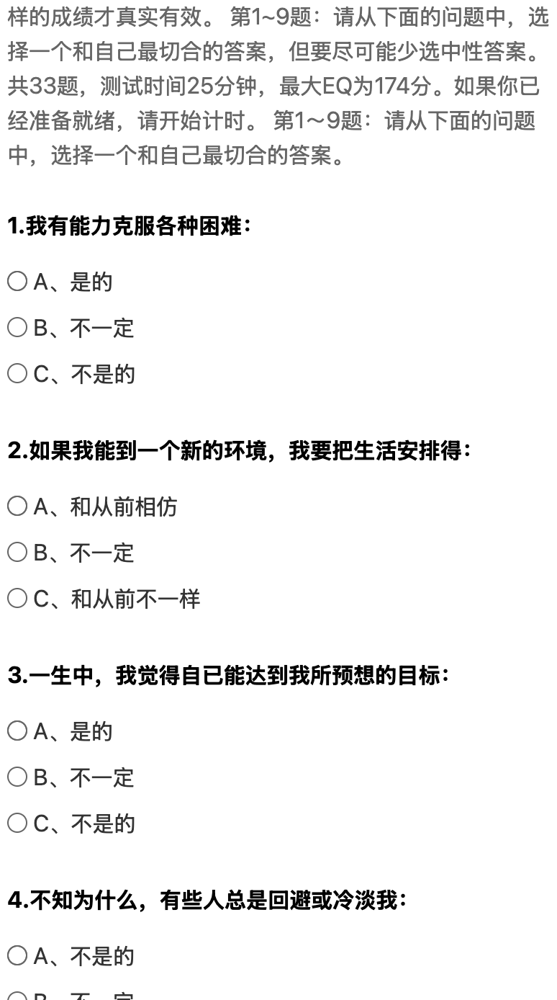 样的成绩才真实有效。 第1~9题：请从下面的问题中，选
择一个和自己最切合的答案，但要尽可能少选中性答案。
共33题，测试时间25分钟，最大EQ为174分。如果你已
经准备就绪，请开始计时。 第1～9题：请从下面的问题
中，选择一个和自己最切合的答案。
1.我有能力克服各种困难：
A、是的
B、不一定
C、不是的
2.如果我能到一个新的环境，我要把生活安排得：
A、和从前相仿
B、不一定
C、和从前不一样
3.一生中，我觉得自已能达到我所预想的目标：
A、是的
B、不一定
C、不是的
4.不知为什么，有些人总是回避或冷淡我：
A、不是的